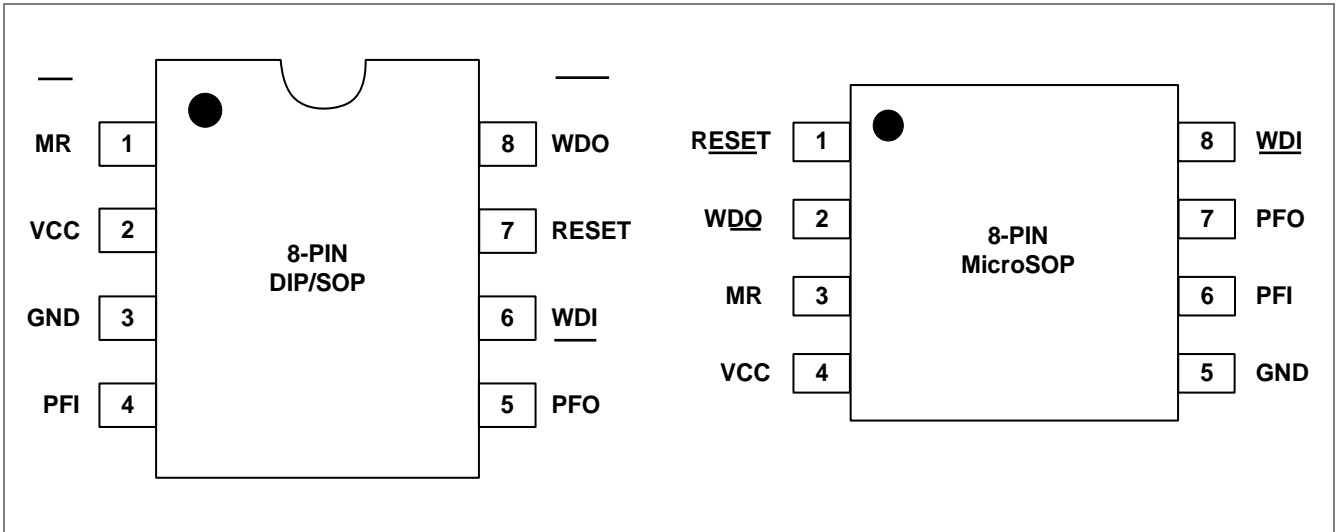 MR 1
VCC 2
GND 3
PFI 4
8-PIN
DIP/SOP
8 WDO
7 RESET
6 WDI
5 PFO
RESET 1
WDO 2
MR 3
VCC 4
8-PIN
MicroSOP
8 WDI
7 PFO
6 PFI
5 GND